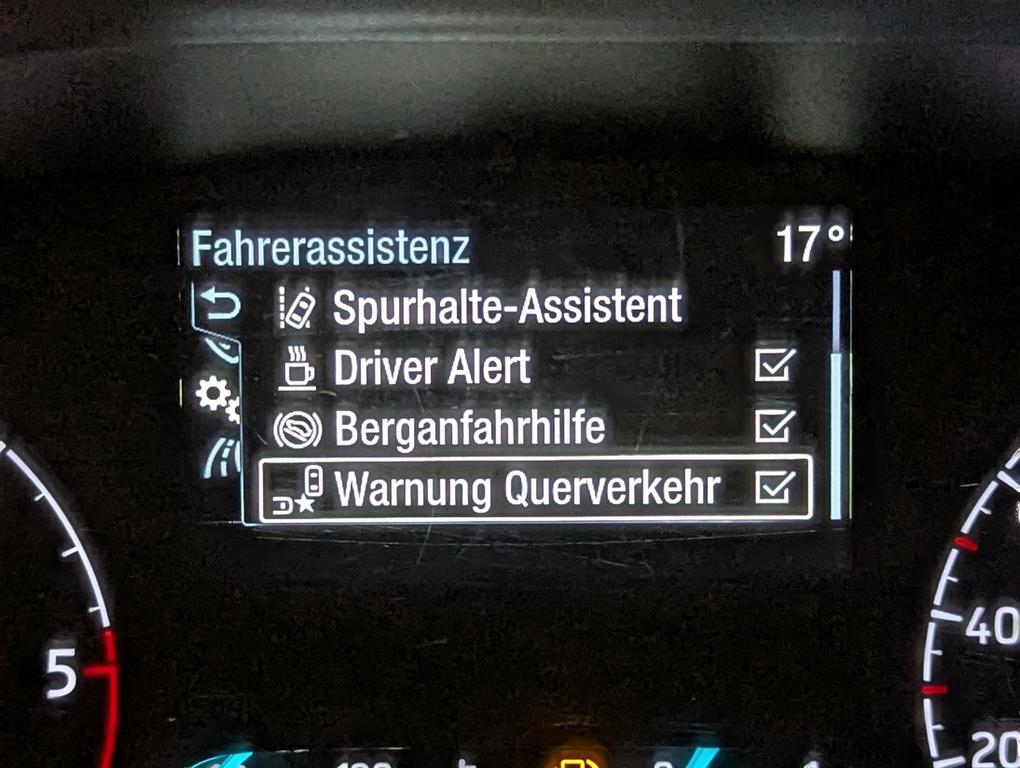 Fahrerassistenz 17°
Spurhalte-Assistent
Driver Alert
Berganfahrhilfe
Warnung Querverkehr
5
40
20